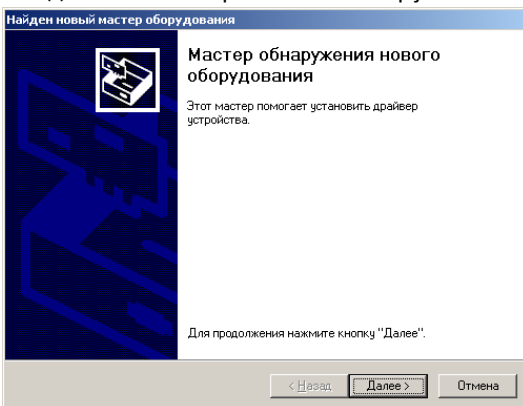 Найден новый мастер оборудования
Мастер обнаружения нового
оборудования
Этот мастер помогает установить драйвер
устройства.
Для продолжения нажмите кнопку "Далее".
< Назад
Далее >
Отмена